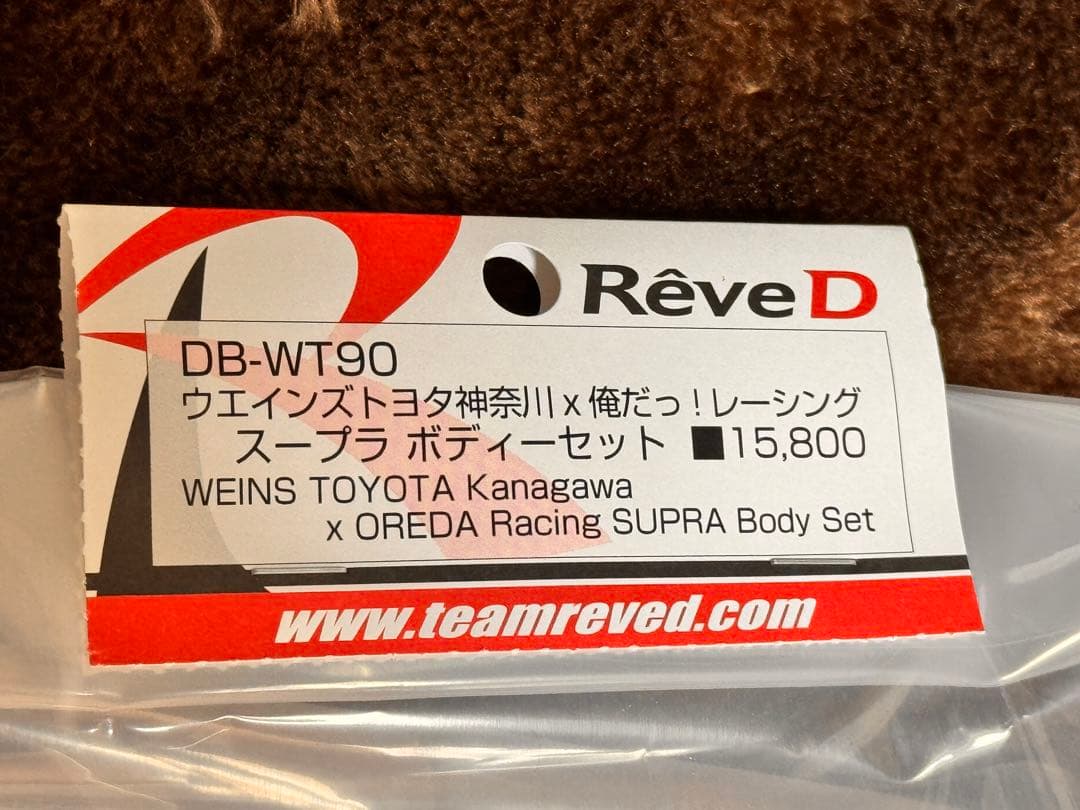 Rêve D
DB-WT90
ウエインズトヨタ神奈川 x 俺だっ!レーシング
スープラ ボディーセット ■15,800
WEINS TOYOTA Kanagawa
x OREDA Racing SUPRA Body Set
www.teamreved.com